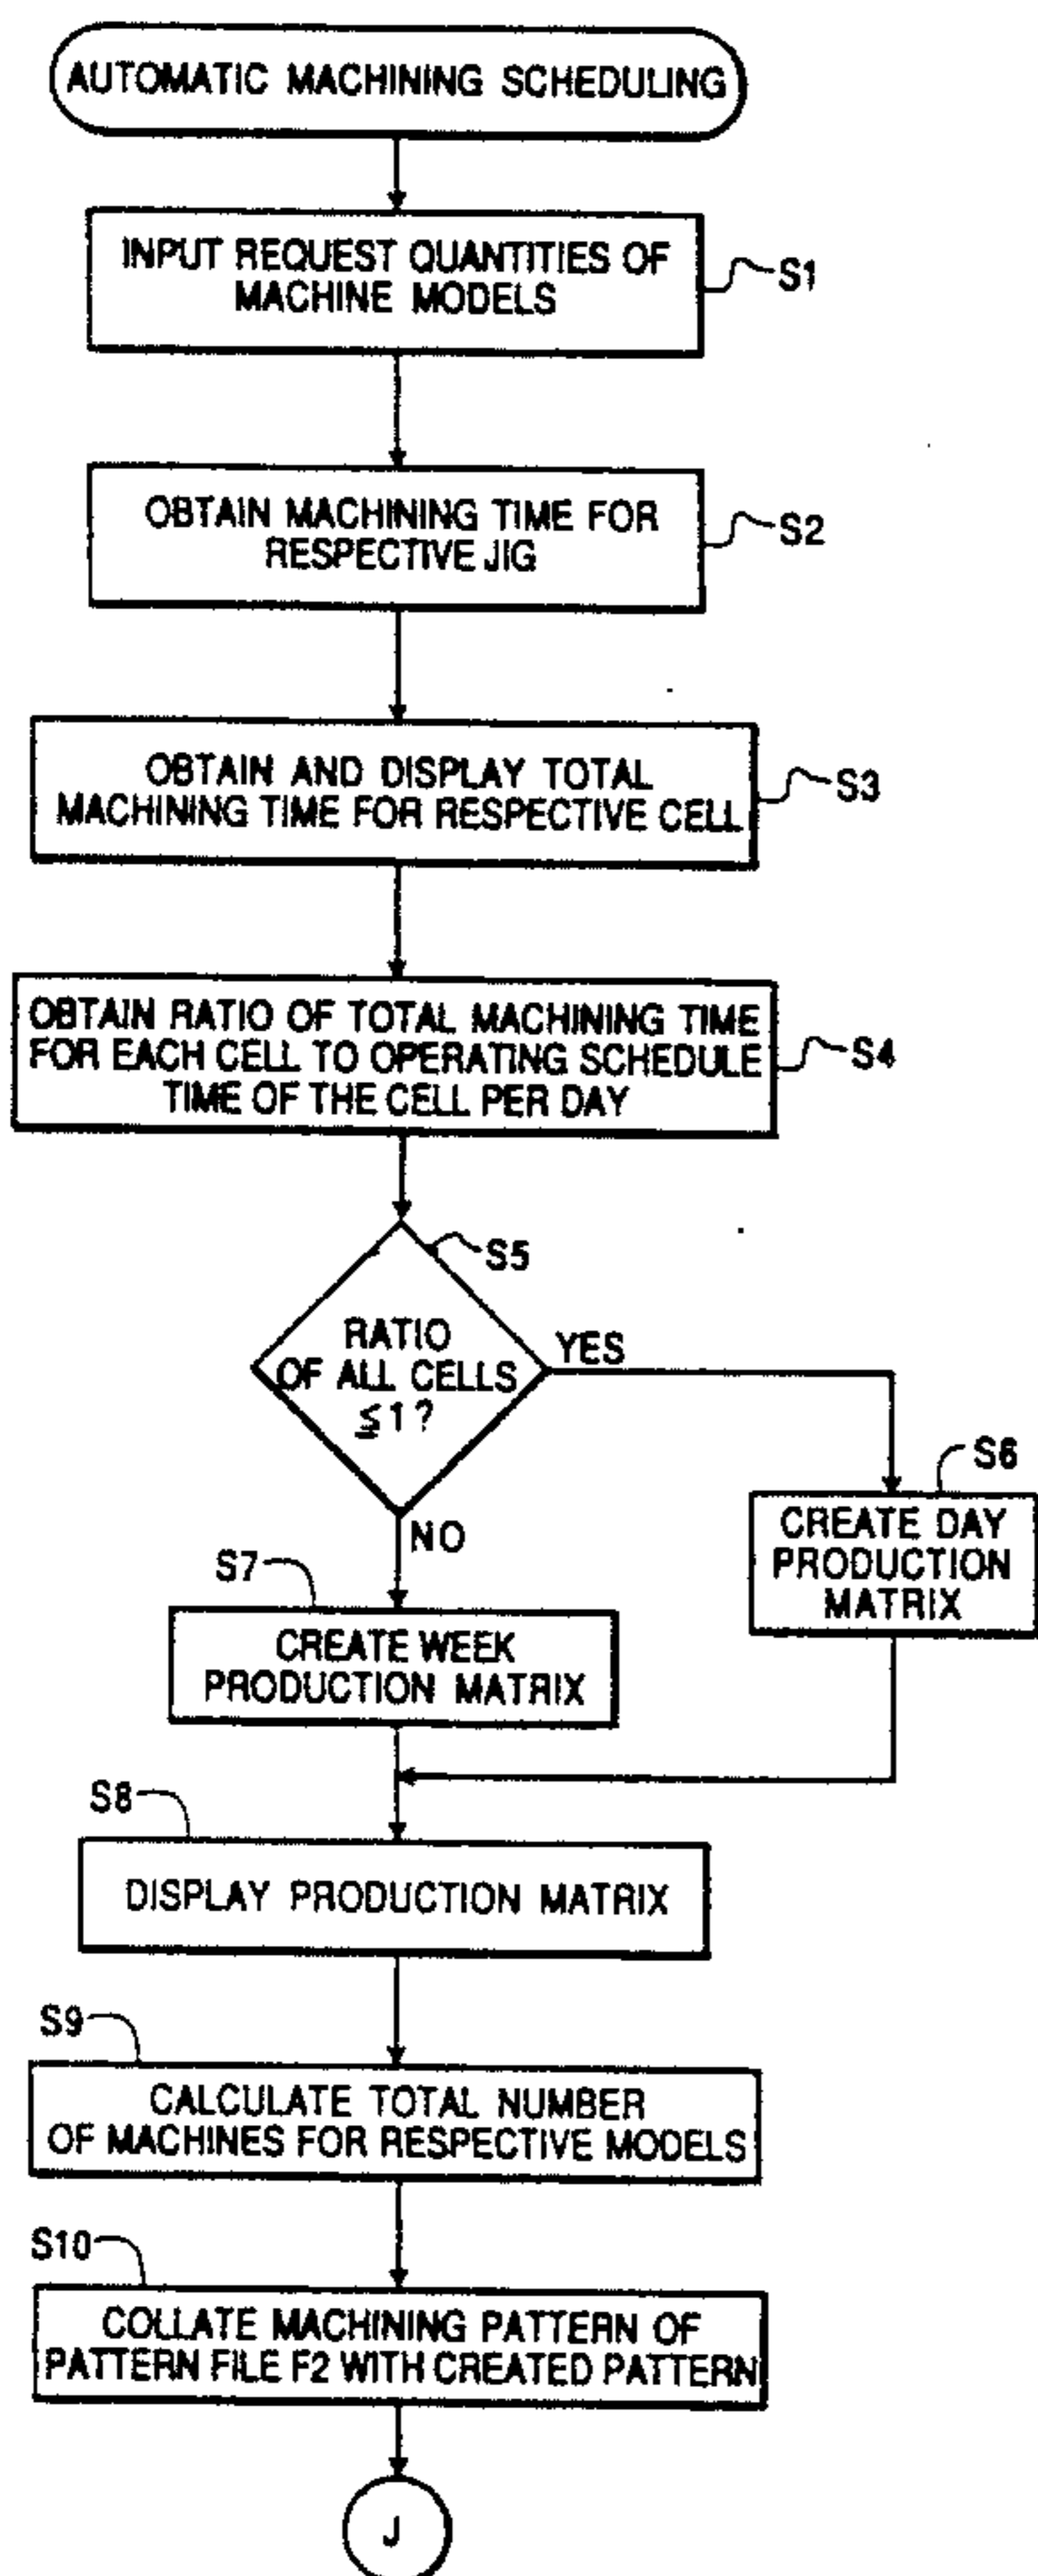 AUTOMATIC MACHINING SCHEDULING
INPUT REQUEST QUANTITIES OF
MACHINE MODELS
S1
OBTAIN MACHINING TIME FOR
RESPECTIVE JIG
S2
OBTAIN AND DISPLAY TOTAL
MACHINING TIME FOR RESPECTIVE CELL
S3
OBTAIN RATIO OF TOTAL MACHINING TIME
FOR EACH CELL TO OPERATING SCHEDULE
TIME OF THE CELL PER DAY
S4
S5
RATIO
OF ALL CELLS
≦1?
YES
NO
S6
CREATE DAY
PRODUCTION
MATRIX
S7
CREATE WEEK
PRODUCTION MATRIX
S8
DISPLAY PRODUCTION MATRIX
S9
CALCULATE TOTAL NUMBER
OF MACHINES FOR RESPECTIVE MODELS
S10
COLLATE MACHINING PATTERN OF
PATTERN FILE F2 WITH CREATED PATTERN
J